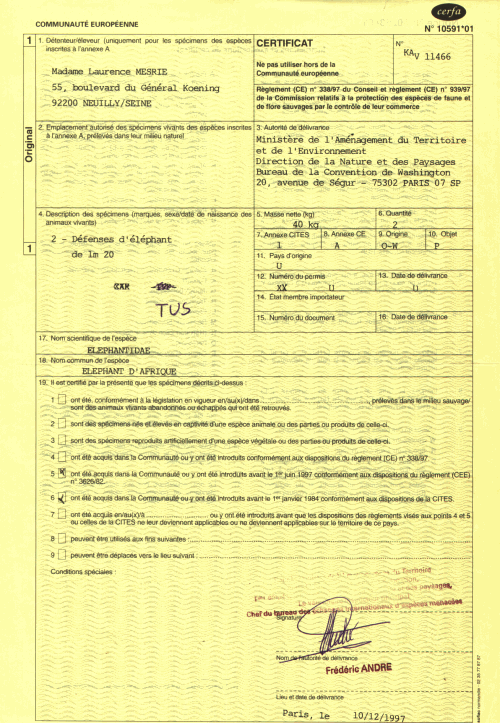 COMMUNAUTÉ EUROPÉENNE
cerfa
N° 10591*01
1
Original
1
1. Détenteur/éleveur (uniquement pour les spécimens des espèces
inscrites à l'annexe A
Madame Laurence MESRIE
55, boulevard du Général Koening
92200 NEUILLY/SEINE
CERTIFICAT
N°
KAV 11466
Ne pas utiliser hors de la
Communauté européenne
Règlement (CE) n° 338/97 du Conseil et règlement (CE) n° 939/97
de la Commission relatifs à la protection des espèces de faune et
de flore sauvages par le contrôle de leur commerce
2. Emplacement autorisé des spécimens vivants des espèces inscrites
à l'annexe A, prélevés dans leur milieu naturel
3. Autorité de délivrance
Ministère de l'Aménagement du Territoire
et de l'Environnement
Direction de la Nature et des Paysages
Bureau de la Convention de Washington
20, avenue de Ségur - 75302 PARIS 07 SP
4. Description des spécimens (marques, sexe/date de naissance des
animaux vivants)
2 - Défenses d'éléphant
de 1m 20
TUS
5. Masse nette (kg)
40 kg
6. Quantité
2
7. Annexe CITES
1
8. Annexe CE
A
9. Origine
O-W
10. Objet
P
11. Pays d'origine
U
12. Numéro du permis
U
13. Date de délivrance
U
14. État membre importateur
15. Numéro du document
16. Date de délivrance
17. Nom scientifique de l'espèce
ELEPHANTIDAE
18. Nom commun de l'espèce
ELEPHANT D'AFRIQUE
19. Il est certifié par la présente que les spécimens décrits ci-dessus :
1 ont été, conformément à la législation en vigueur en/au(x)/dans prélevés dans le milieu sauvage/
sont des animaux vivants abandonnés ou échappés qui ont été retrouvés.
2 sont des spécimens nés et élevés en captivité d'une espèce animale ou des parties ou produits de celle-ci.
3 sont des spécimens reproduits artificiellement d'une espèce végétale ou des parties ou produits de celle-ci.
4 ont été acquis dans la Communauté ou y ont été introduits conformément aux dispositions du règlement (CE) n° 338/97.
5 X ont été acquis dans la Communauté ou y ont été introduits avant le 1er juin 1997 conformément aux dispositions du règlement (CEE)
n° 3626/82.
6 X ont été acquis dans la Communauté ou y ont été introduits avant le 1er janvier 1984 conformément aux dispositions de la CITES.
7 ont été acquis en/au(x)/à ou y ont été introduits avant que les dispositions des règlements visés aux points 4 et 5
ou celles de la CITES ne leur deviennent applicables ou ne deviennent applicables sur le territoire de ce pays.
8 peuvent être utilisés aux fins suivantes :
9 peuvent être déplacés vers le lieu suivant :
Conditions spéciales :
et des paysages,
Chef du bureau des échanges internationaux d'espèces menacées
Signature
Nom de l'autorité de délivrance
Frédéric ANDRE
Lieu et date de délivrance
Paris, le 10/12/1997